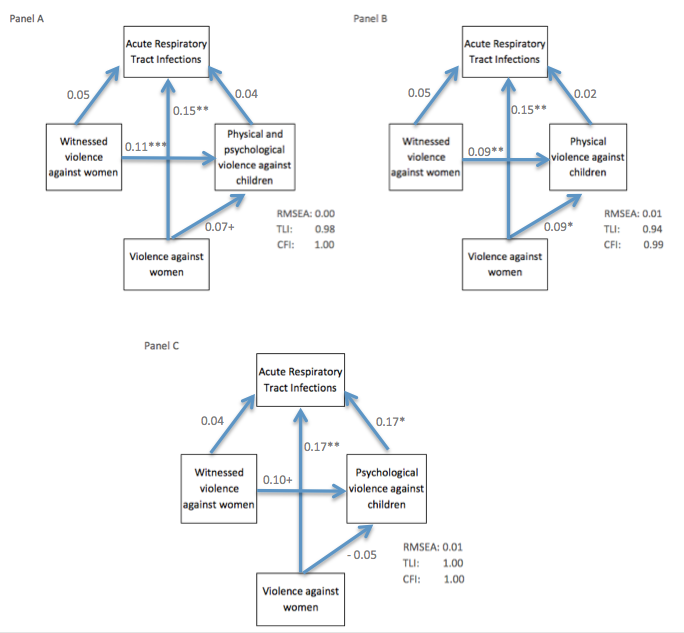 Panel A
Acute Respiratory
Tract Infections
0.05
0.04
0.15**
Witnessed
violence
against women
0.11***
Physical and
psychological
violence against
children
0.07+
RMSEA: 0.00
TLI: 0.98
CFI: 1.00
Violence against
women
Panel B
Acute Respiratory
Tract Infections
0.05
0.02
0.15**
Witnessed
violence
against women
0.09**
Physical
violence against
children
0.09*
RMSEA: 0.01
TLI: 0.94
CFI: 0.99
Violence against
women
Panel C
Acute Respiratory
Tract Infections
0.04
0.17*
0.17**
Witnessed
violence
against women
0.10+
Psychological
violence against
children
- 0.05
RMSEA: 0.01
TLI: 1.00
CFI: 1.00
Violence against
women